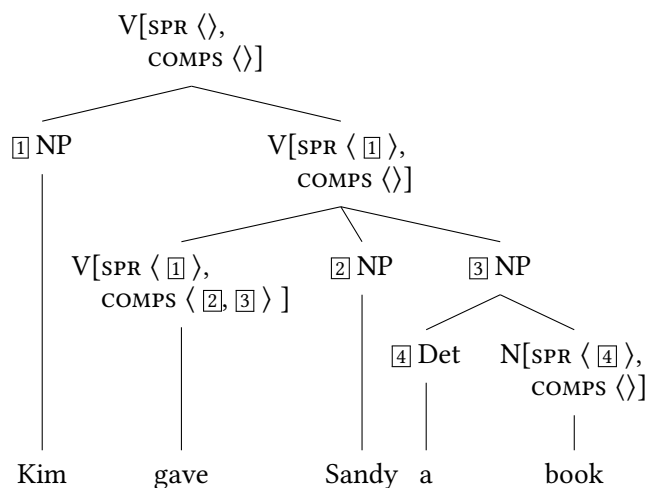 V[SPR ⟨⟩,
COMPS ⟨⟩]
1 NP V[SPR ⟨ 1 ⟩,
COMPS ⟨⟩]
V[SPR ⟨ 1 ⟩, 2 NP 3 NP
COMPS ⟨ 2, 3 ⟩ ]
4 Det N[SPR ⟨ 4 ⟩,
COMPS ⟨⟩]
Kim gave Sandy a book